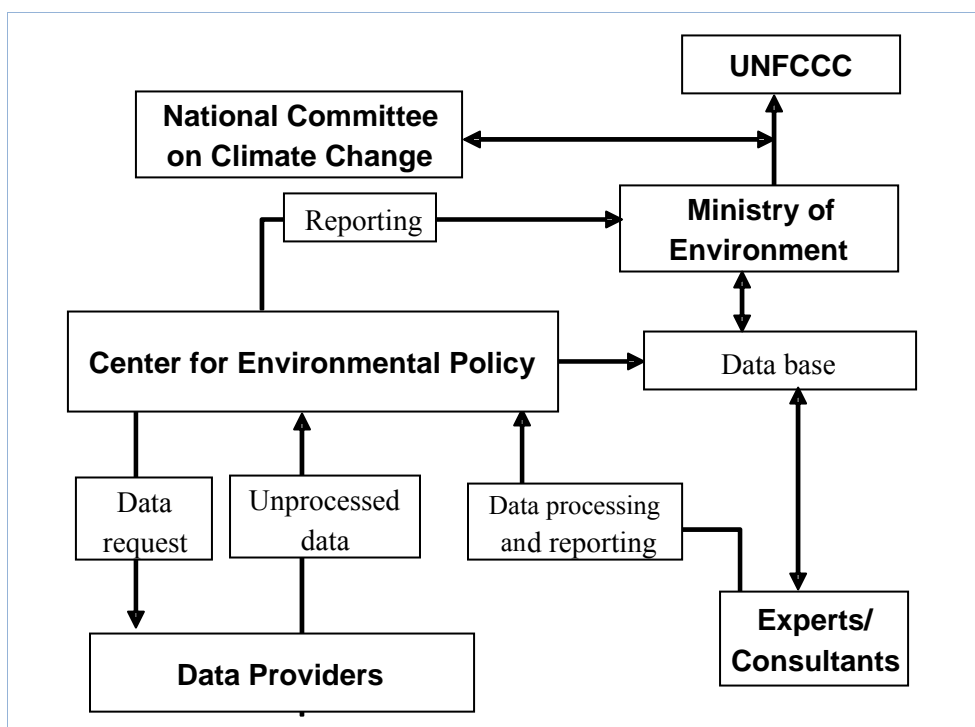 UNFCCC
National Committee
on Climate Change
Reporting
Ministry of
Environment
Center for Environmental Policy
Data base
Data
request
Unprocessed
data
Data processing
and reporting
Experts/
Consultants
Data Providers